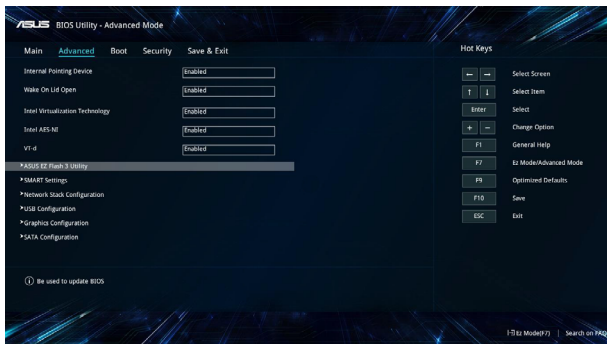 ASUS BIOS Utility - Advanced Mode
Main Advanced Boot Security Save & Exit
Internal Pointing Device Enabled
Wake On Lid Open Enabled
Intel Virtualization Technology Enabled
Intel AES-NI Enabled
VT-d Enabled
ASUS EZ Flash 3 Utility
SMART Settings
Network Stack Configuration
USB Configuration
Graphics Configuration
SATA Configuration
Be used to update BIOS
Hot Keys
← → Select Screen
↑ ↓ Select Item
Enter Select
+ − Change Option
F1 General Help
F7 Ez Mode/Advanced Mode
F9 Optimized Defaults
F10 Save
ESC Exit
Ez Mode(F7) | Search on FAQ